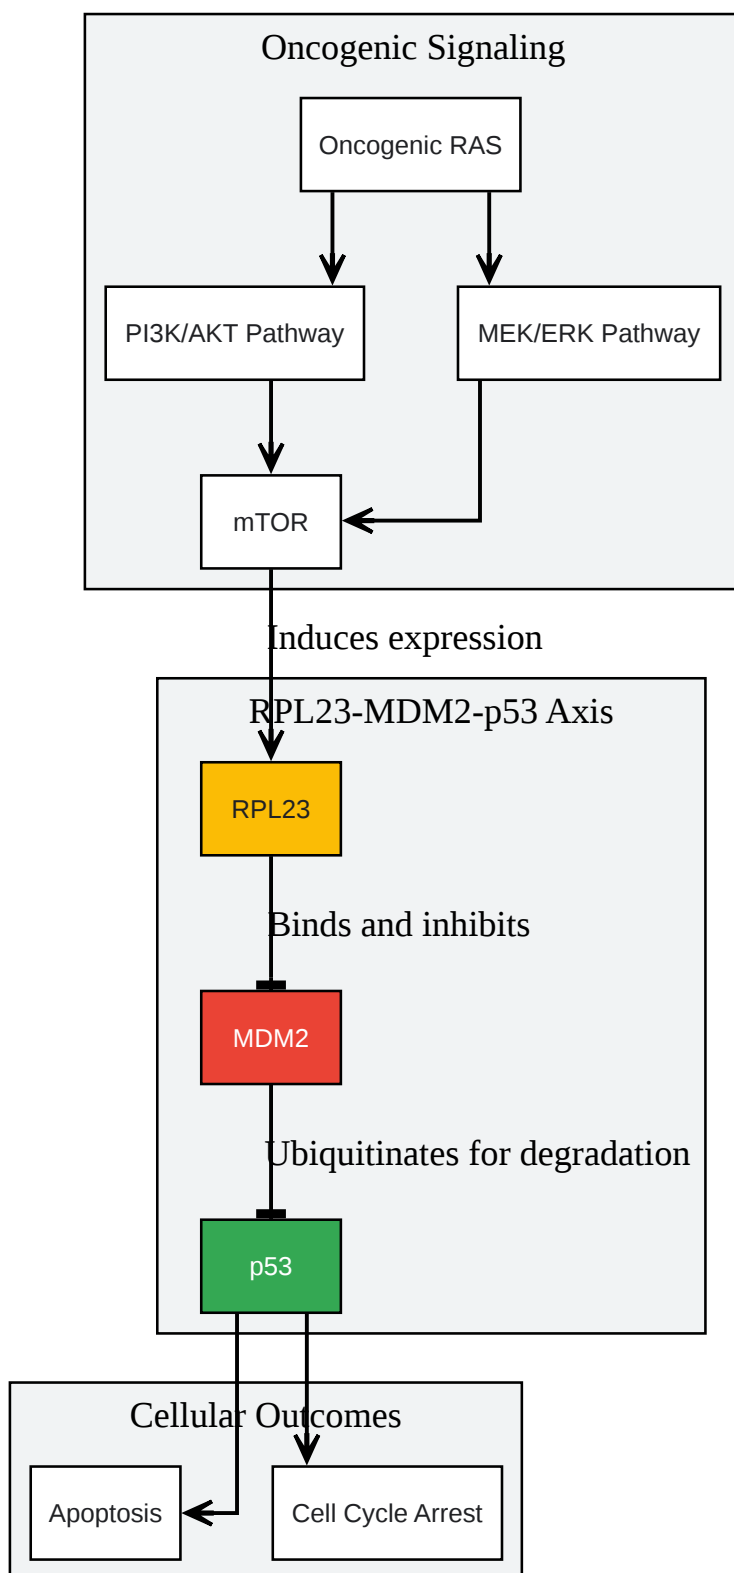 Oncogenic Signaling
Oncogenic RAS
PI3K/AKT Pathway
MEK/ERK Pathway
mTOR
Induces expression
RPL23-MDM2-p53 Axis
RPL23
Binds and inhibits
MDM2
Ubiquitinates for degradation
p53
Cellular Outcomes
Apoptosis
Cell Cycle Arrest